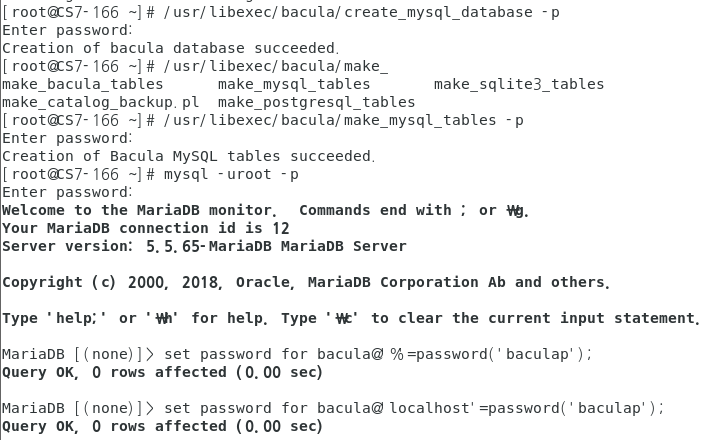 [root@CS7-166 ~]# /usr/libexec/bacula/create_mysql_database -p
Enter password:
Creation of bacula database succeeded.
[root@CS7-166 ~]# /usr/libexec/bacula/make_
make_bacula_tables      make_mysql_tables       make_sqlite3_tables
make_catalog_backup.pl  make_postgresql_tables
[root@CS7-166 ~]# /usr/libexec/bacula/make_mysql_tables -p
Enter password:
Creation of Bacula MySQL tables succeeded.
[root@CS7-166 ~]# mysql -uroot -p
Enter password:
Welcome to the MariaDB monitor.  Commands end with ; or ₩g.
Your MariaDB connection id is 12
Server version: 5.5.65-MariaDB MariaDB Server
Copyright (c) 2000, 2018, Oracle, MariaDB Corporation Ab and others.
Type 'help;' or '₩h' for help. Type '₩c' to clear the current input statement.
MariaDB [(none)]> set password for bacula@'%=password('baculap');
Query OK, 0 rows affected (0.00 sec)
MariaDB [(none)]> set password for bacula@'localhost'=password('baculap');
Query OK, 0 rows affected (0.00 sec)